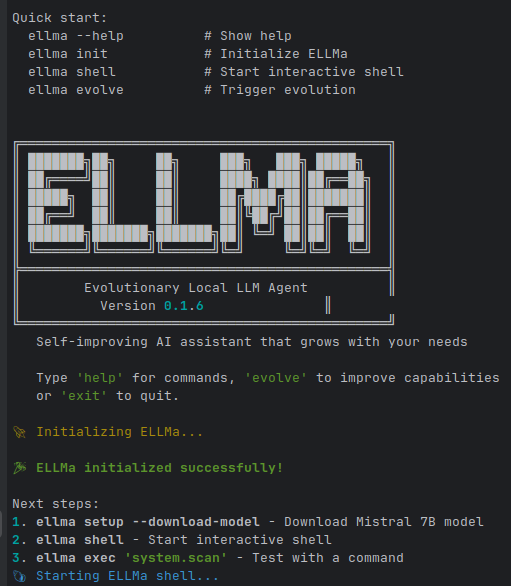 Quick start:
ellma --help # Show help
ellma init # Initialize ELLMa
ellma shell # Start interactive shell
ellma evolve # Trigger evolution
ELLMA
Evolutionary Local LLM Agent
Version 0.1.6
Self-improving AI assistant that grows with your needs
Type 'help' for commands, 'evolve' to improve capabilities
or 'exit' to quit.
Initializing ELLMa...
ELLMa initialized successfully!
Next steps:
1. ellma setup --download-model - Download Mistral 7B model
2. ellma shell - Start interactive shell
3. ellma exec 'system.scan' - Test with a command
Starting ELLMa shell...